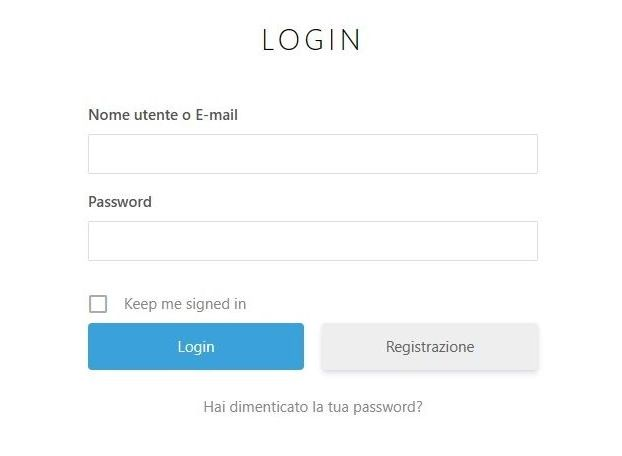 LOGIN
Nome utente o E-mail
Password
Keep me signed in
Login
Registrazione
Hai dimenticato la tua password?